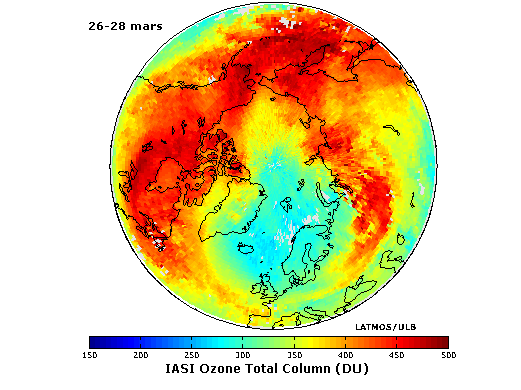 26-28 mars
LATMOS/ULB
150 200 250 300 350 400 450 500
IASI Ozone Total Column (DU)